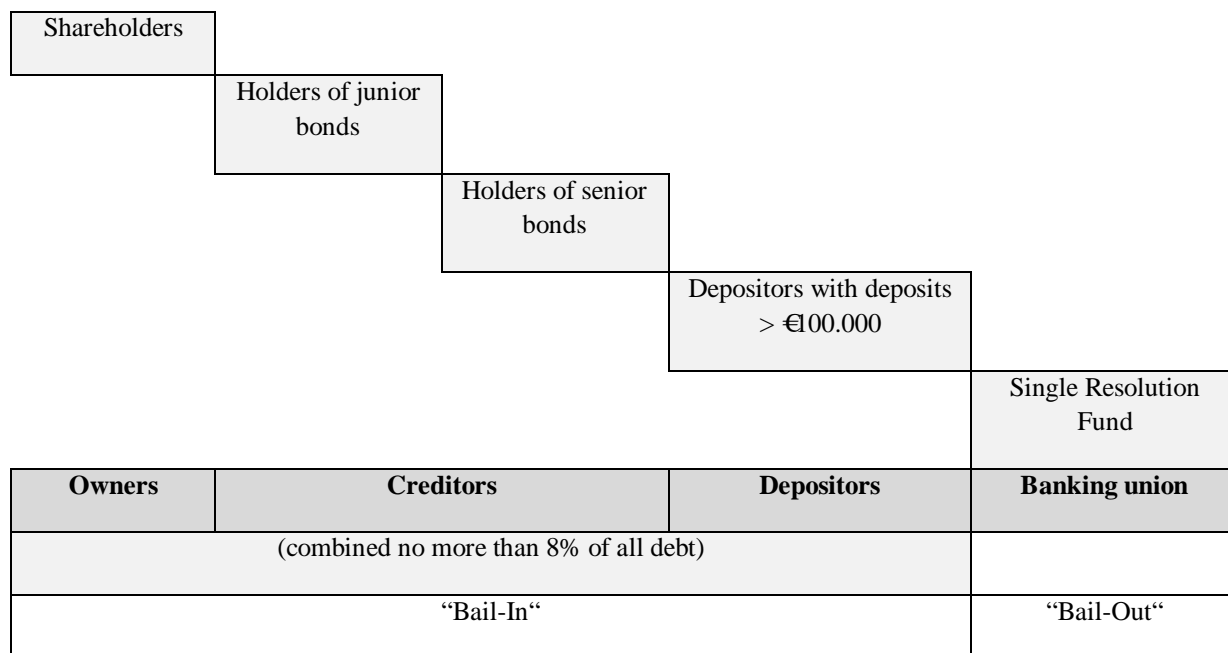 Shareholders
Holders of junior
bonds
Holders of senior
bonds
Depositors with deposits
> €100.000
Single Resolution
Fund
Owners
Creditors
Depositors
Banking union
(combined no more than 8% of all debt)
“Bail-In“
“Bail-Out“